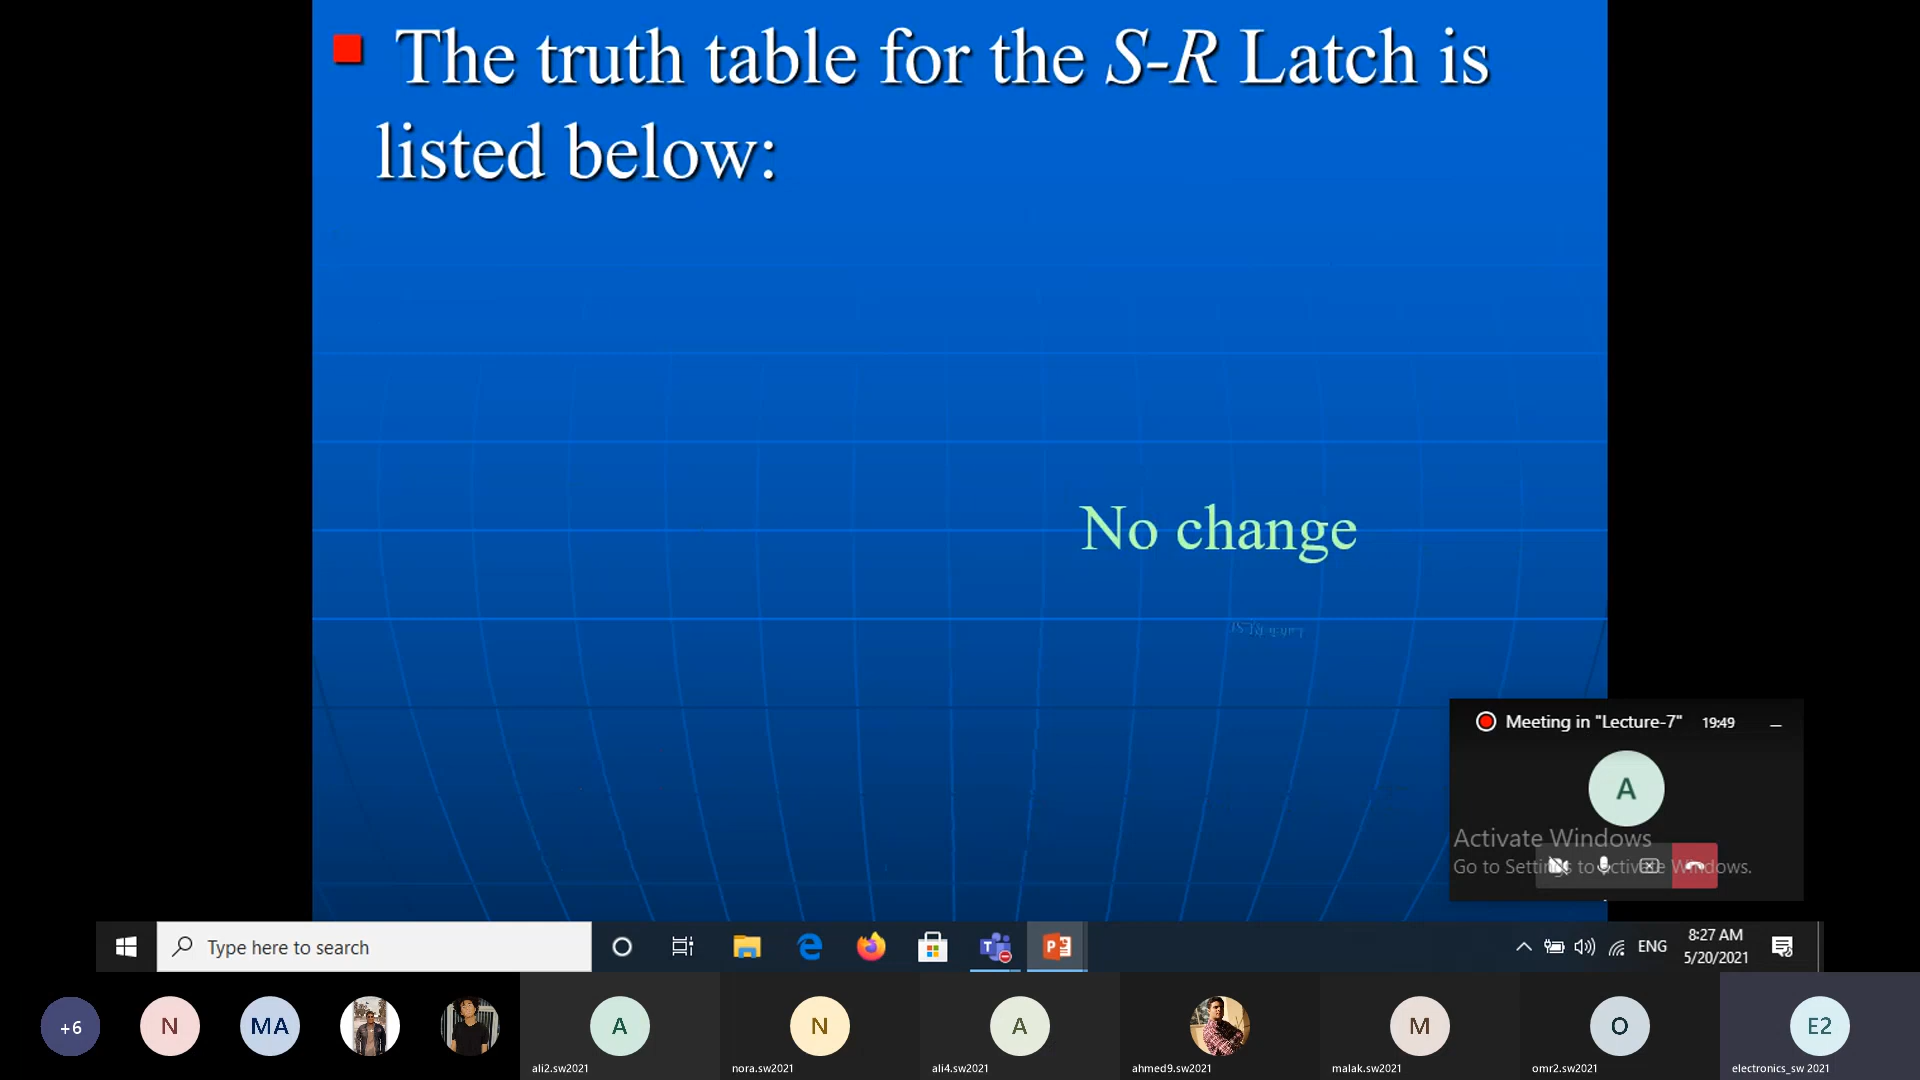 The truth table for the S-R Latch is
listed below:
No change
Meeting in "Lecture-7" 19:49
A
Activate Windows
Go to Settings to activate Windows.
Type here to search
ENG
8:27 AM
5/20/2021
+6
N
MA
A
N
A
M
O
E2
ali2.sw2021
nora.sw2021
ali4.sw2021
ahmed9.sw2021
malak.sw2021
omr2.sw2021
electronics_sw 2021